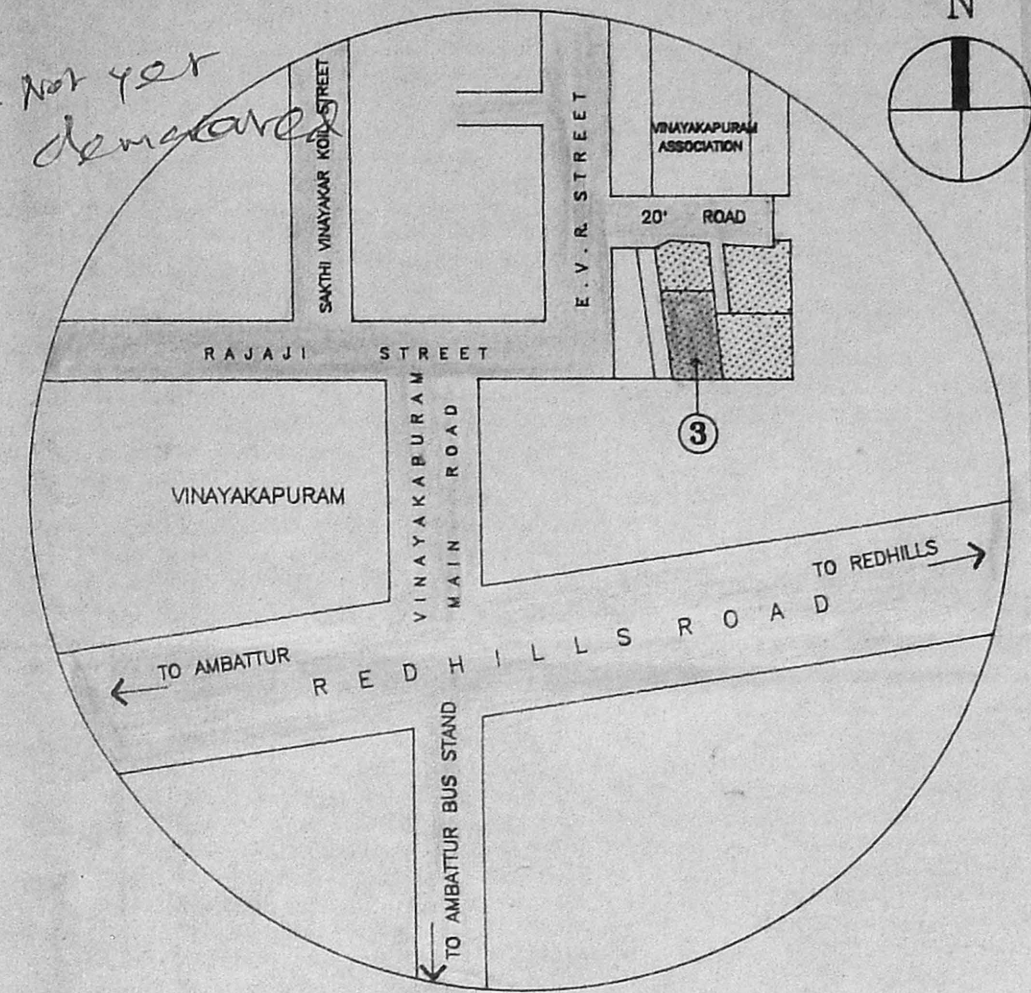 N
Not yet
demarcared
SAKTHI VINAYAKAR KOIL STREET
E.V.R. STREET
VINAYAKAPURAM
ASSOCIATION
20' ROAD
RAJAJI STREET
3
VINAYAKAPURAM
MAIN ROAD
VINAYAKAPURAM
TO REDHILLS
REDHILLS ROAD
TO AMBATTUR
TO AMBATTUR BUS STAND